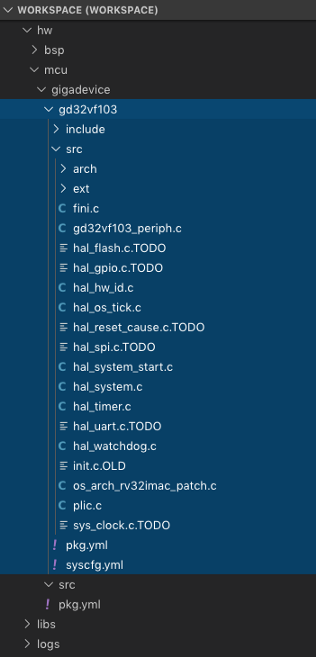 WORKSPACE (WORKSPACE)
hw
bsp
mcu
gigadevice
gd32vf103
include
src
arch
ext
C fini.c
C gd32vf103_periph.c
hal_flash.c.TODO
hal_gpio.c.TODO
C hal_hw_id.c
C hal_os_tick.c
hal_reset_cause.c.TODO
hal_spi.c.TODO
C hal_system_start.c
C hal_system.c
C hal_timer.c
hal_uart.c.TODO
C hal_watchdog.c
init.c.OLD
C os_arch_rv32imac_patch.c
C plic.c
sys_clock.c.TODO
! pkg.yml
! syscfg.yml
src
! pkg.yml
libs
logs